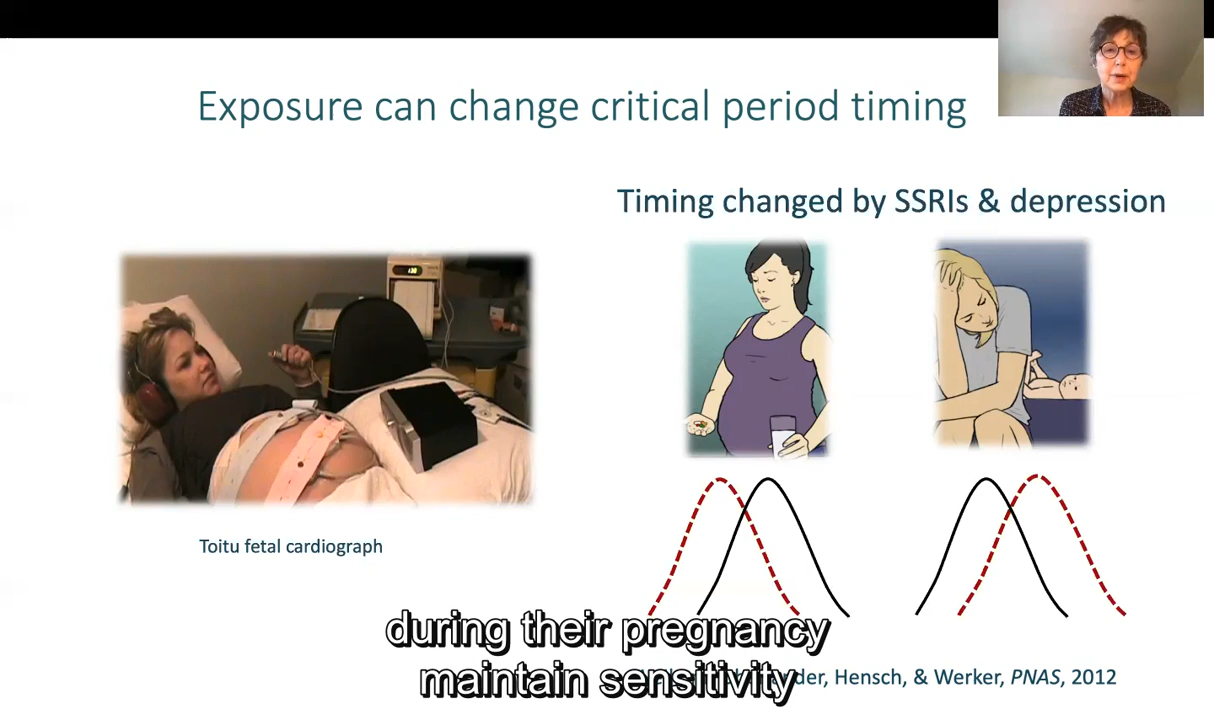 Exposure can change critical period timing
Timing changed by SSRIs & depression
Toitu fetal cardiograph
during their pregnancy
maintain sensitivity
Hensch, & Werker, PNAS, 2012